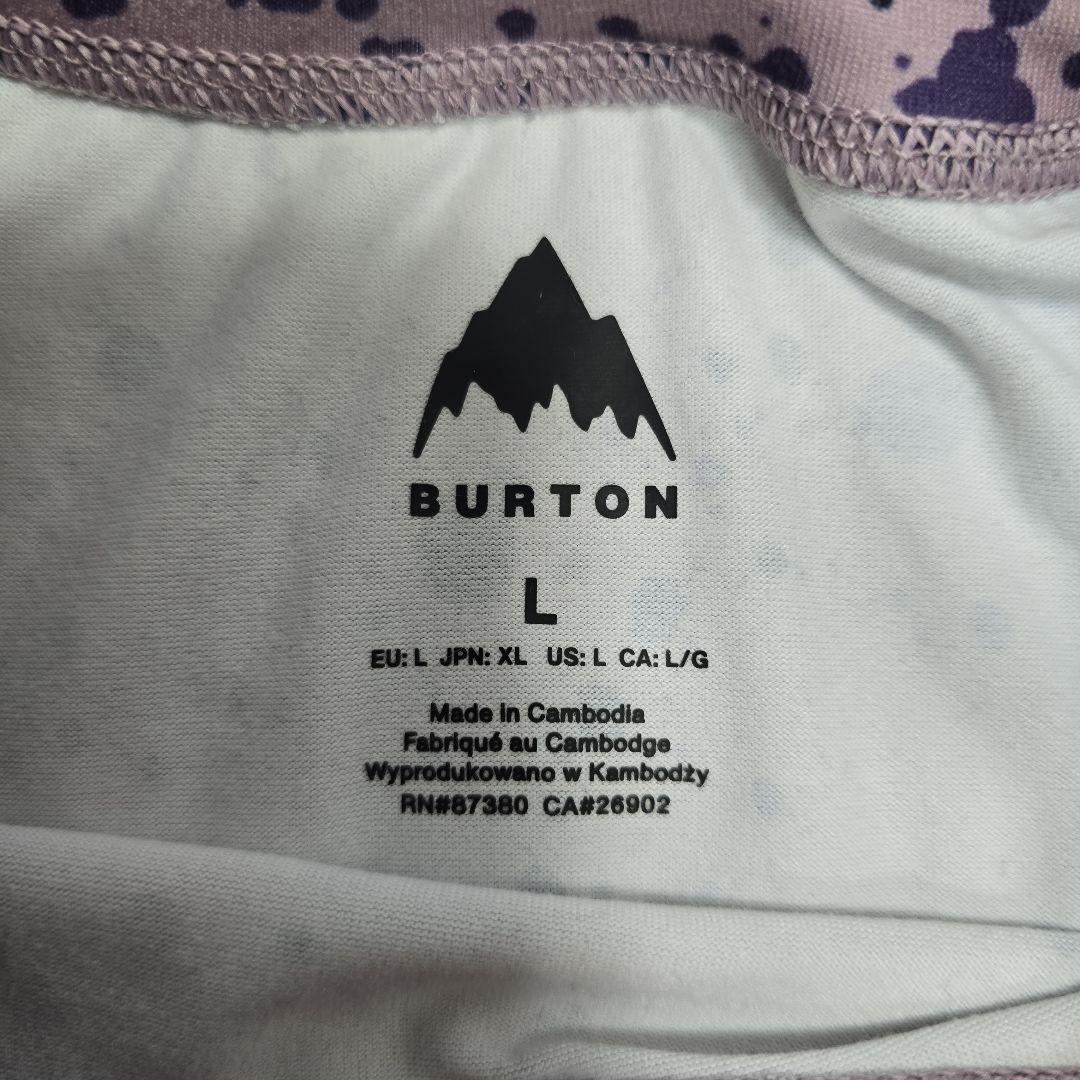 BURTON
L
EU: L JPN: XL US: L CA: L/G
Made in Cambodia
Fabriqué au Cambodge
Wyprodukowano w Kambodży
RN#87380 CA#26902